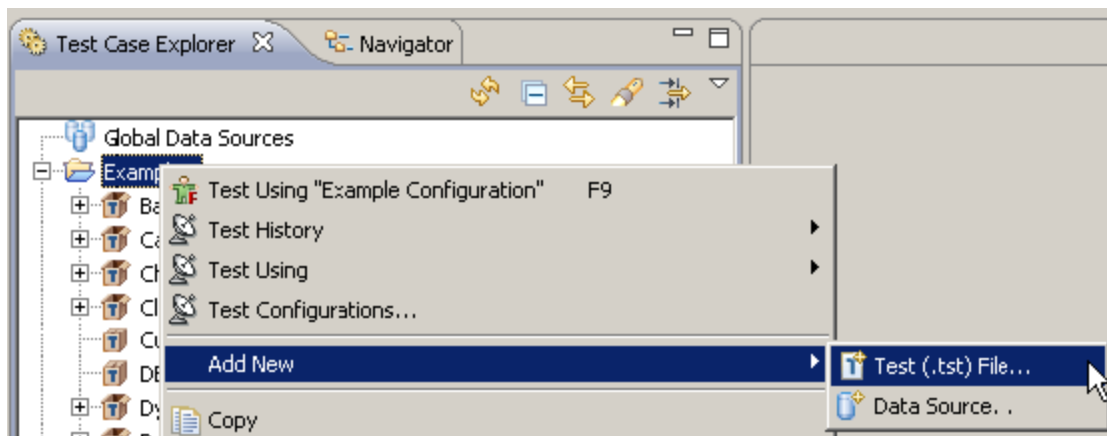 Test Case Explorer Navigator
Global Data Sources
Test Using "Example Configuration" F9
Test History
Test Using
Test Configurations...
Add New
Test (.tst) File...
Data Source. .
Copy